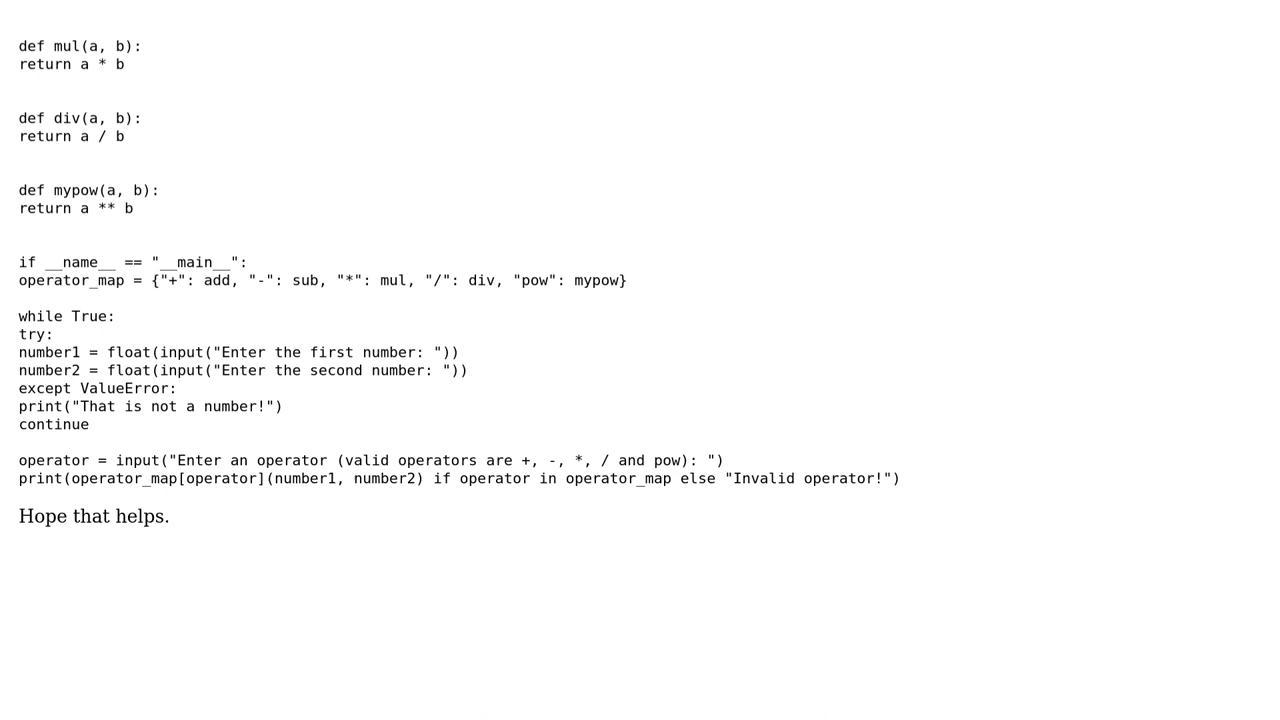 def mul(a, b):
return a * b
def div(a, b):
return a / b
def mypow(a, b):
return a ** b
if __name__ == "__main__":
operator_map = {"+": add, "-": sub, "*": mul, "/": div, "pow": mypow}
while True:
try:
number1 = float(input("Enter the first number: "))
number2 = float(input("Enter the second number: "))
except ValueError:
print("That is not a number!")
continue
operator = input("Enter an operator (valid operators are +, -, *, / and pow): ")
print(operator_map[operator](number1, number2) if operator in operator_map else "Invalid operator!")
Hope that helps.